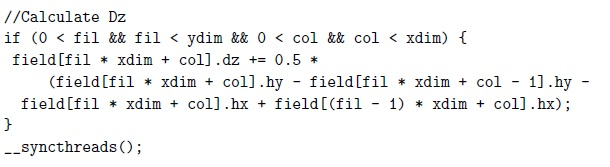 //Calculate Dz
if (0 < fil && fil < ydim && 0 < col && col < xdim) {
field[fil * xdim + col].dz += 0.5 *
(field[fil * xdim + col].hy - field[fil * xdim + col - 1].hy -
field[fil * xdim + col].hx + field[(fil - 1) * xdim + col].hx);
}
__syncthreads();